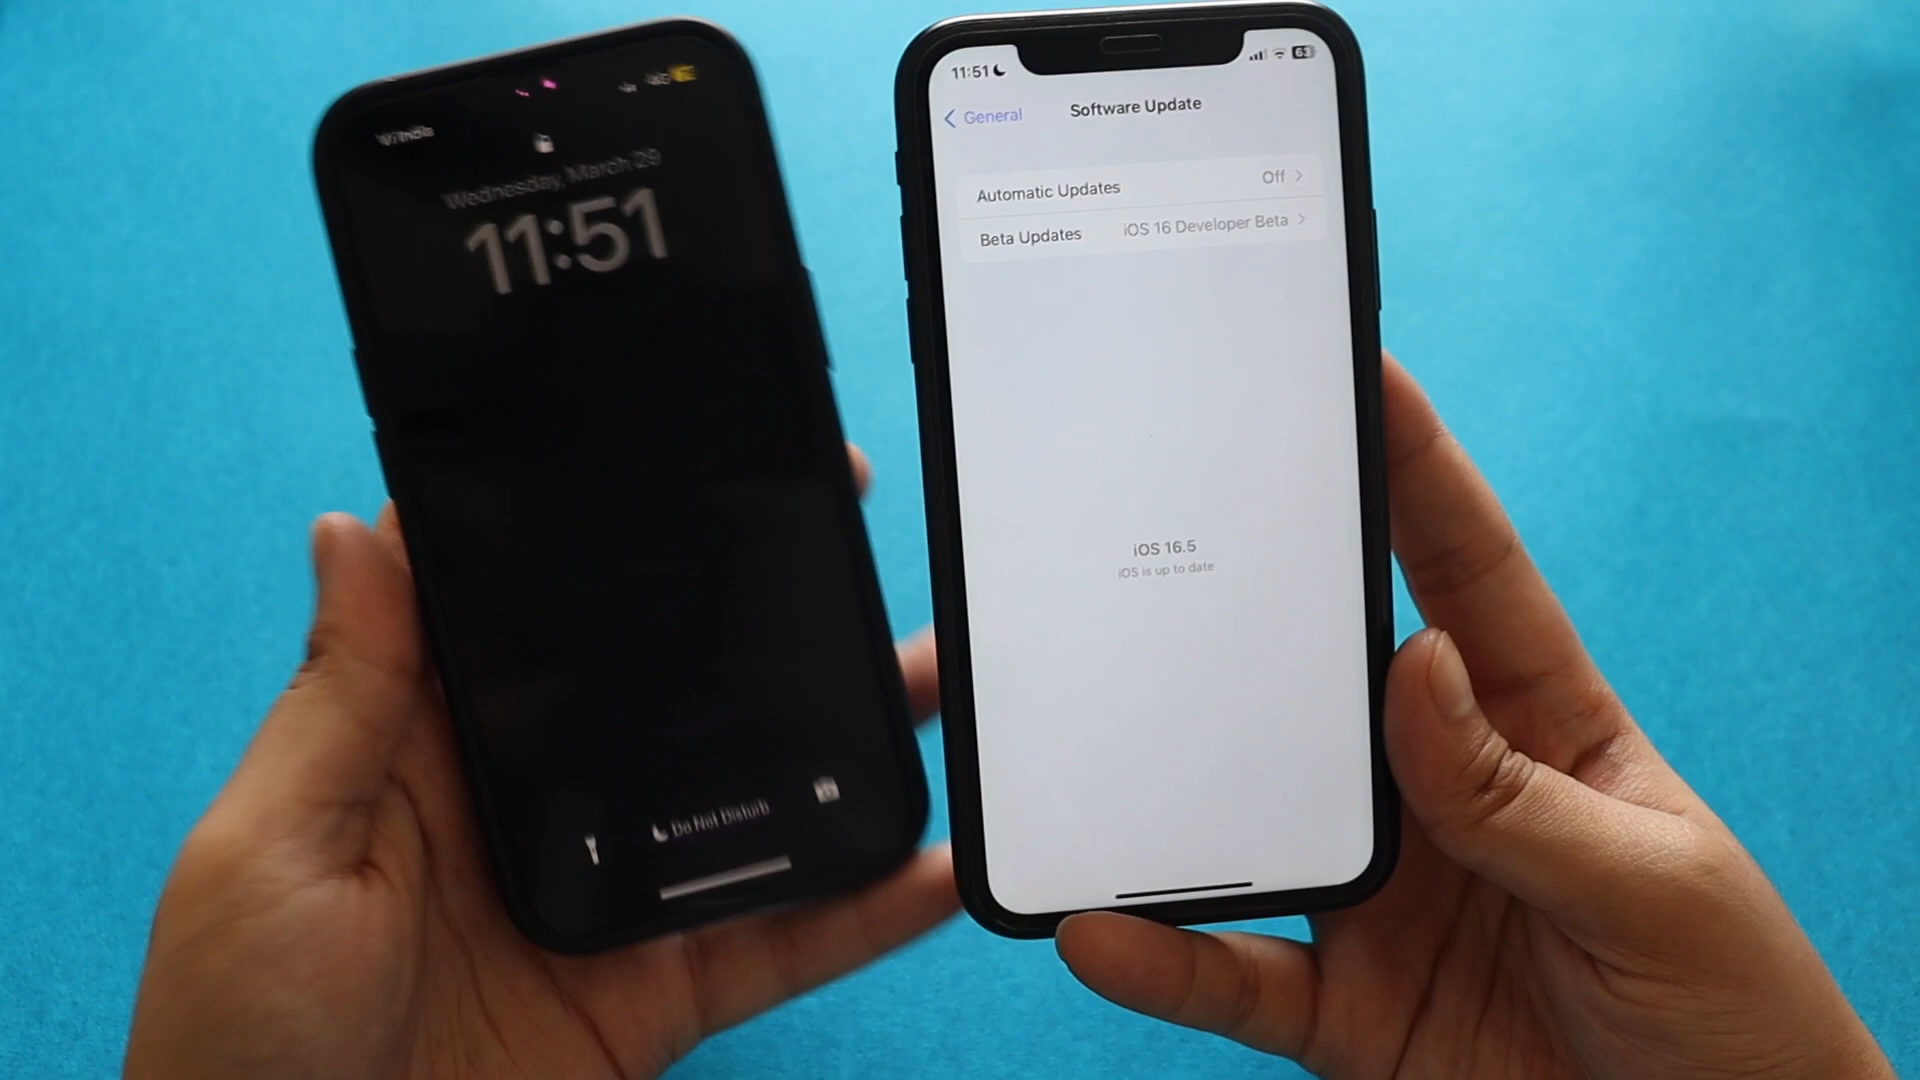 Wednesday, March 29
11:51
Do Not Disturb
11:51
63
General
Software Update
Automatic Updates
Off
Beta Updates
iOS 16 Developer Beta
iOS 16.5
iOS is up to date